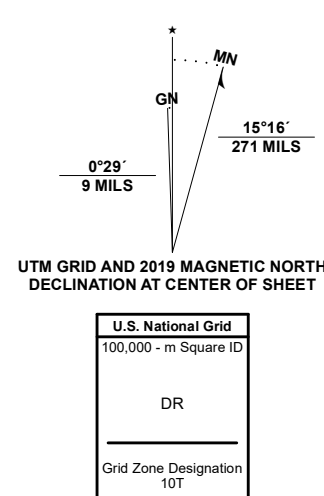 ★
MN
GN
15°16´
271 MILS
0°29´
9 MILS
UTM GRID AND 2019 MAGNETIC NORTH
DECLINATION AT CENTER OF SHEET
U.S. National Grid
100,000 - m Square ID
DR
Grid Zone Designation
10T